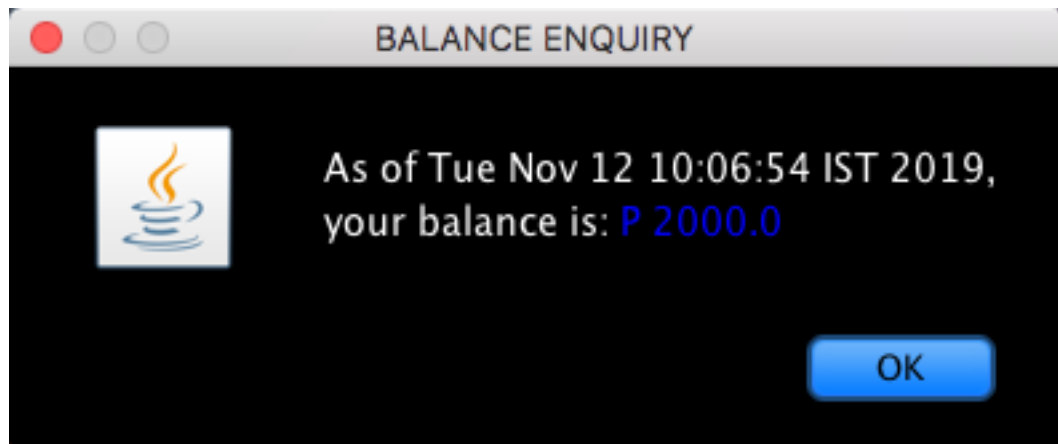 BALANCE ENQUIRY
As of Tue Nov 12 10:06:54 IST 2019,
your balance is: P 2000.0
OK